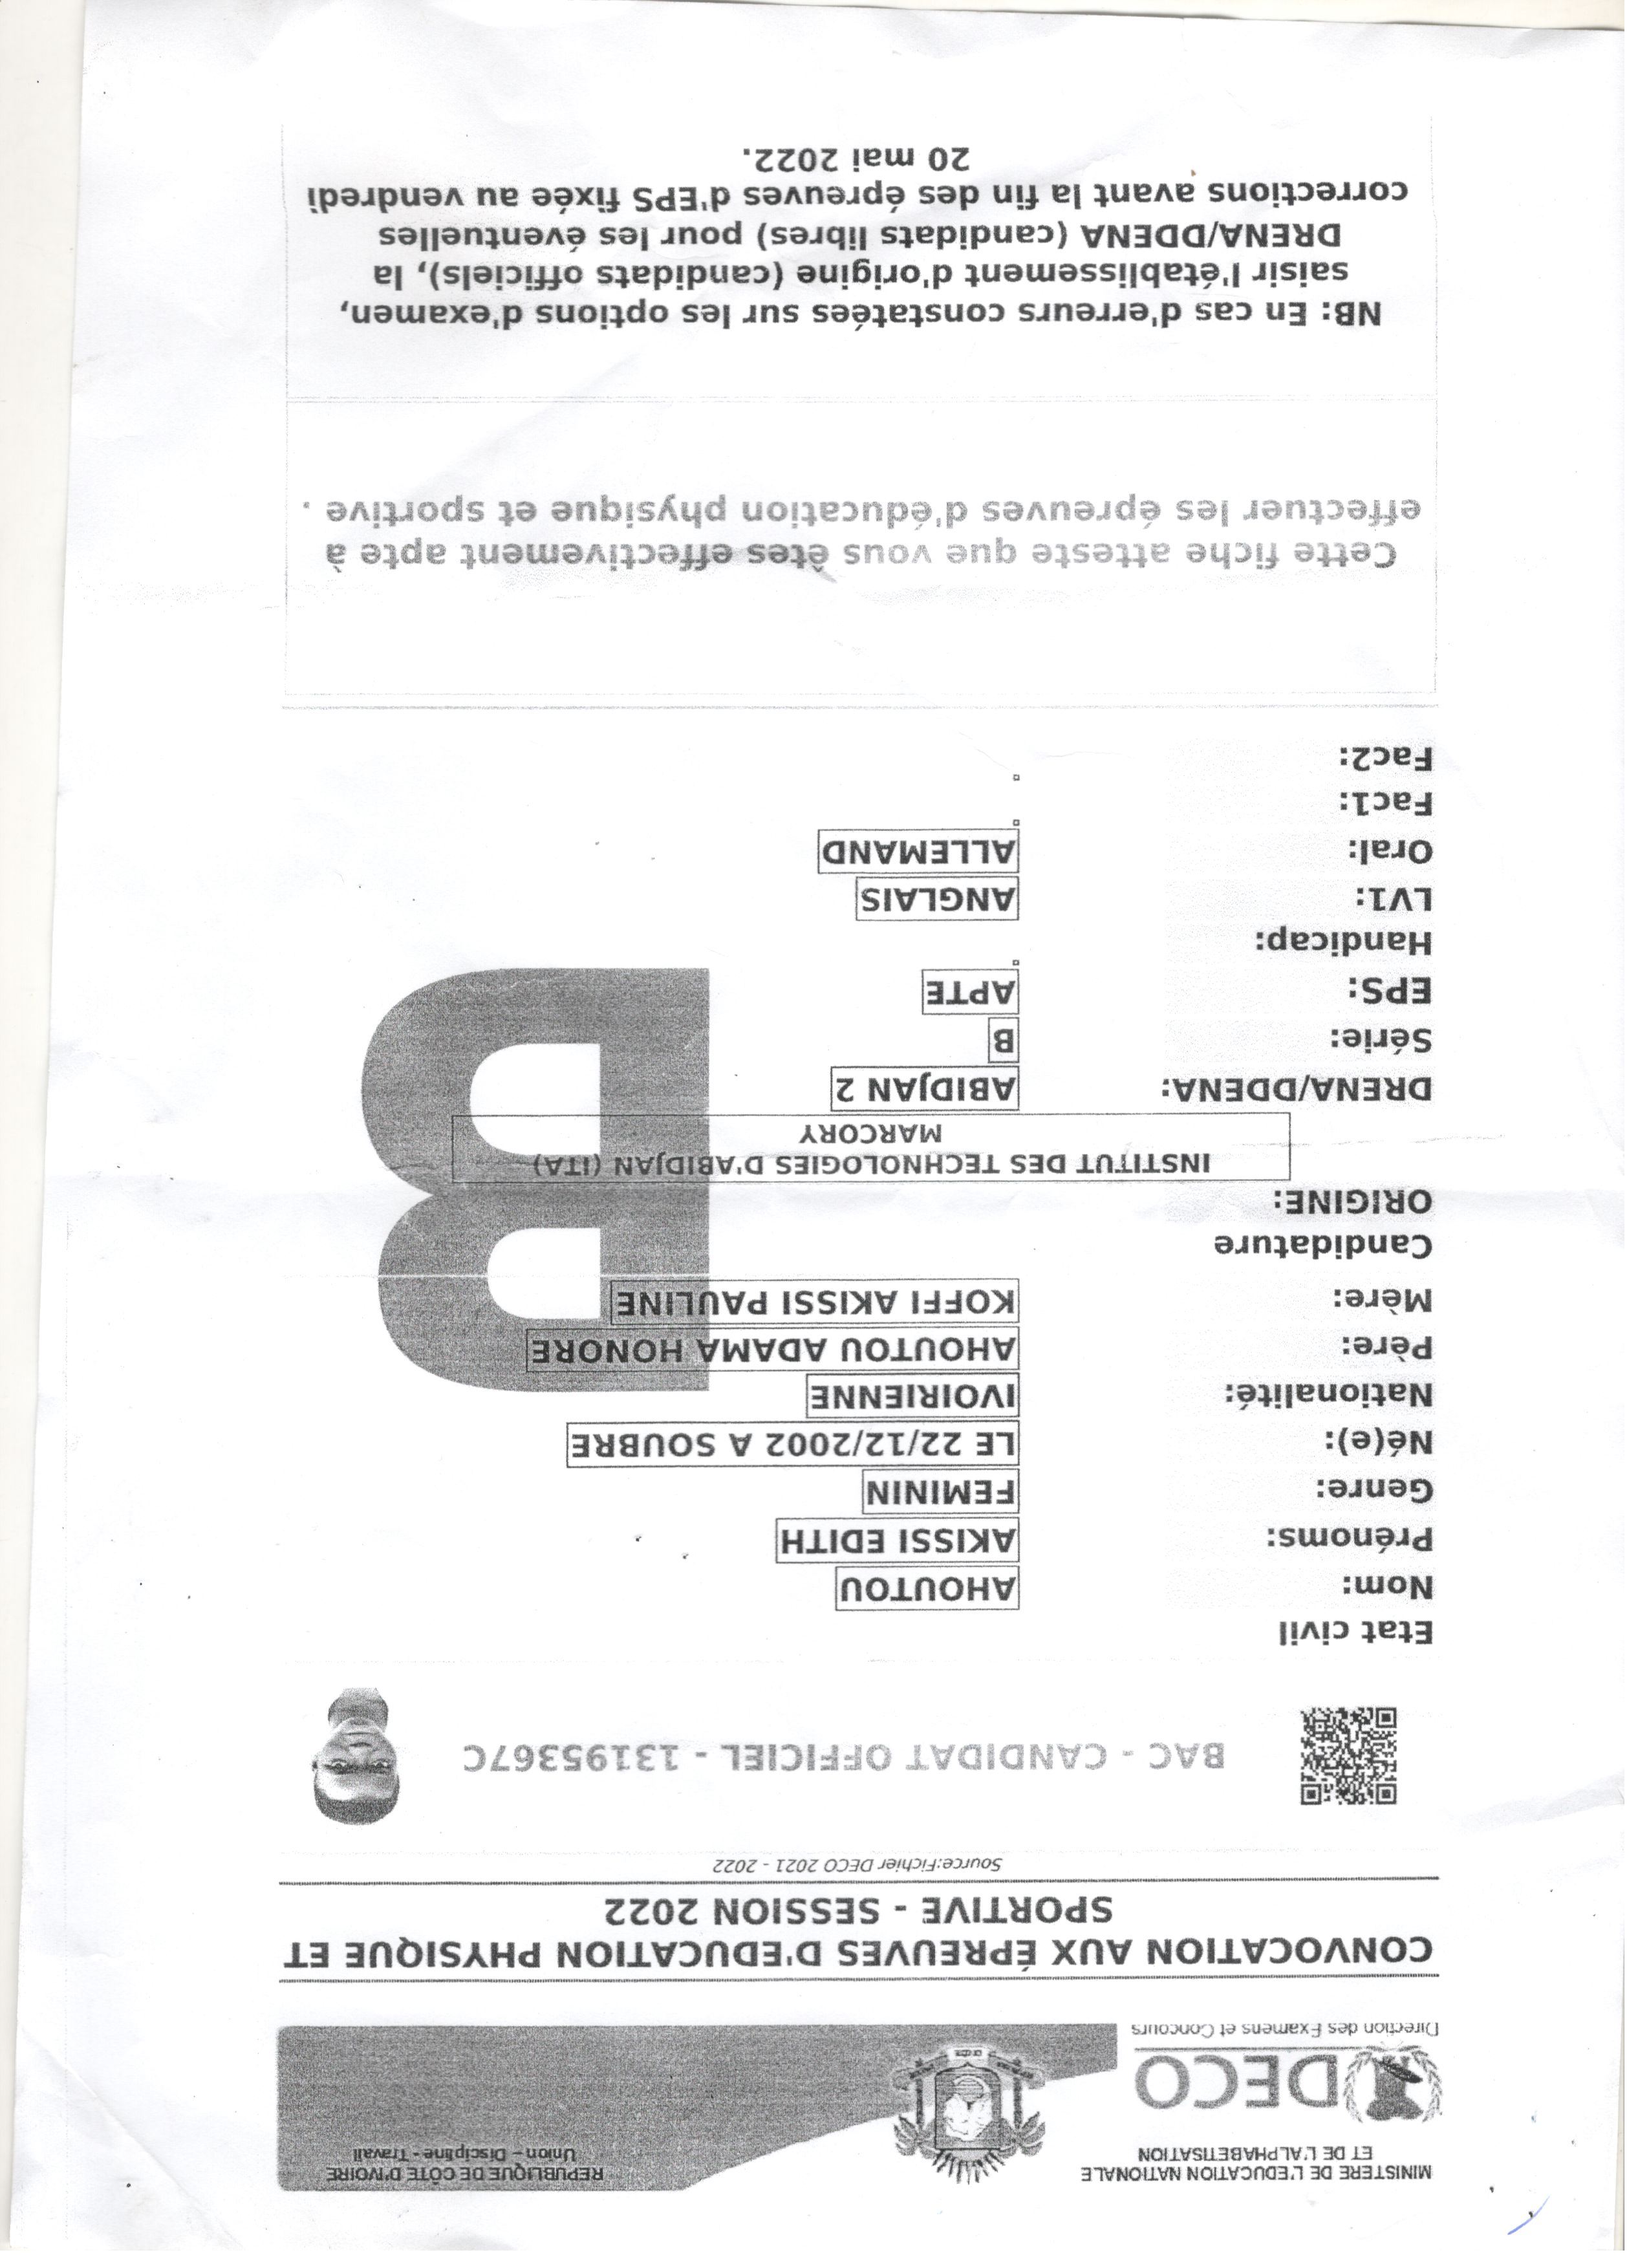 MINISTERE DE L'EDUCATION NATIONALE
ET DE L'ALPHABETISATION
REPUBLIQUE DE CÔTE D'IVOIRE
Union – Discipline - Travail
DECO
Direction des Examens et Concours
CONVOCATION AUX ÉPREUVES D'EDUCATION PHYSIQUE ET
SPORTIVE - SESSION 2022
Source:Fichier DECO 2021 - 2022
BAC - CANDIDAT OFFICIEL - 13195367C
Etat civil
Nom: AHOUTOU
Prénoms: AKISSI EDITH
Genre: FEMININ
Né(e): LE 22/12/2002 A SOUBRE
Nationalité: IVOIRIENNE
Père: AHOUTOU ADAMA HONORE
Mère: KOFFI AKISSI PAULINE
Candidature
ORIGINE:
INSTITUT DES TECHNOLOGIES D'ABIDJAN (ITA)
MARCORY
DRENA/DDENA: ABIDJAN 2
Série: B
EPS: APTE
Handicap:
LV1: ANGLAIS
Oral: ALLEMAND
Fac1:
Fac2:
B
Cette fiche atteste que vous êtes effectivement apte à
effectuer les épreuves d'éducation physique et sportive .
NB: En cas d'erreurs constatées sur les options d'examen,
saisir l'établissement d'origine (candidats officiels), la
DRENA/DDENA (candidats libres) pour les éventuelles
corrections avant la fin des épreuves d'EPS fixée au vendredi
20 mai 2022.